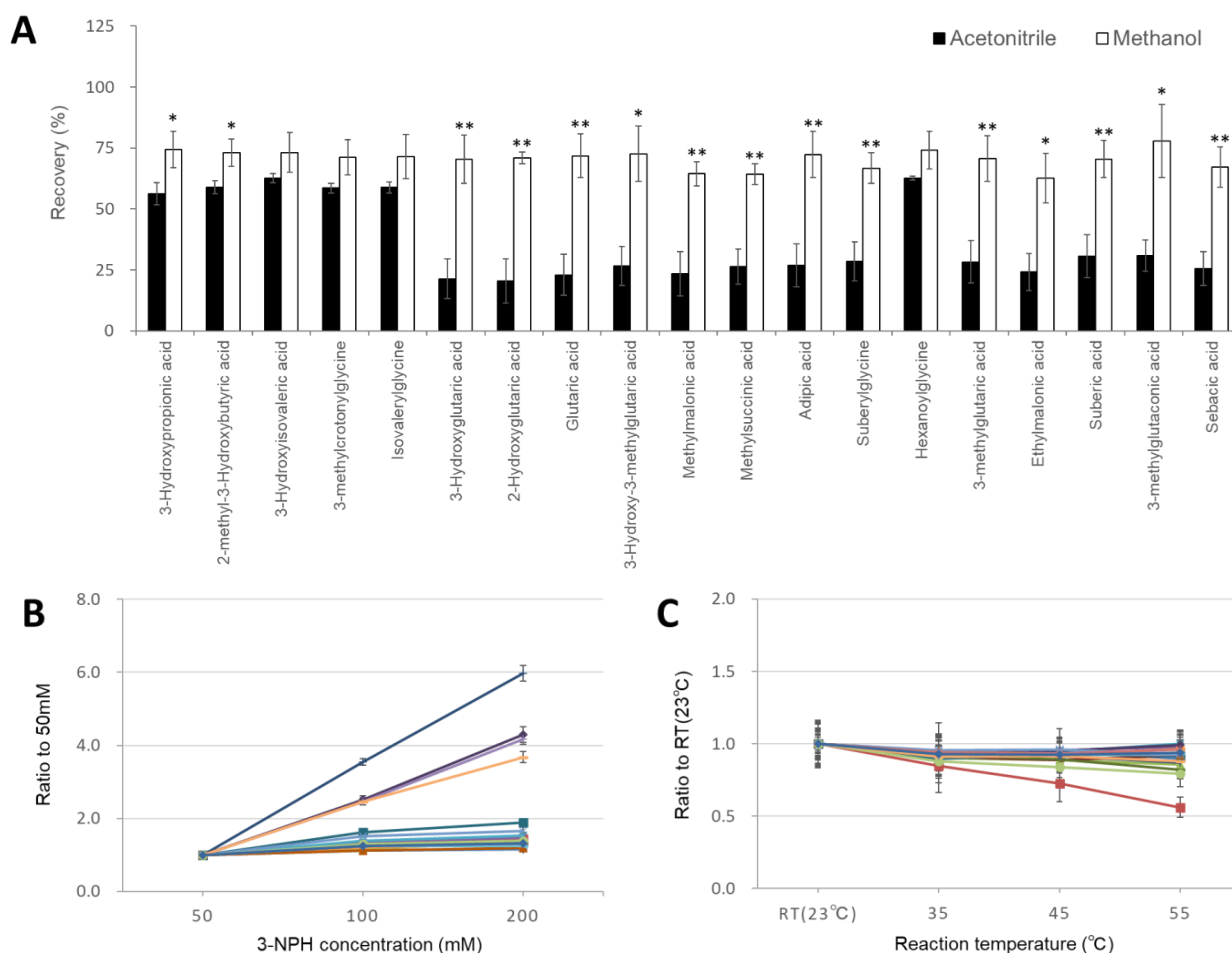 A
Acetonitrile
Methanol
Recovery (%)
125
100
75
50
25
0
*
*
**
**
**
*
**
**
**
**
**
*
**
*
**
3-Hydroxypropionic acid
2-methyl-3-Hydroxybutyric acid
3-Hydroxyisovaleric acid
3-methylcrotonylglycine
Isovalerylglycine
3-Hydroxyglutaric acid
2-Hydroxyglutaric acid
Glutaric acid
3-Hydroxy-3-methylglutaric acid
Methylmalonic acid
Methylsuccinic acid
Adipic acid
Suberylglycine
Hexanoylglycine
3-methylglutaric acid
Ethylmalonic acid
Suberic acid
3-methylglutaconic acid
Sebacic acid
B
Ratio to 50mM
8.0
6.0
4.0
2.0
0.0
50
100
200
3-NPH concentration (mM)
C
Ratio to RT(23℃)
2.0
1.5
1.0
0.5
0.0
RT(23℃)
35
45
55
Reaction temperature (℃)